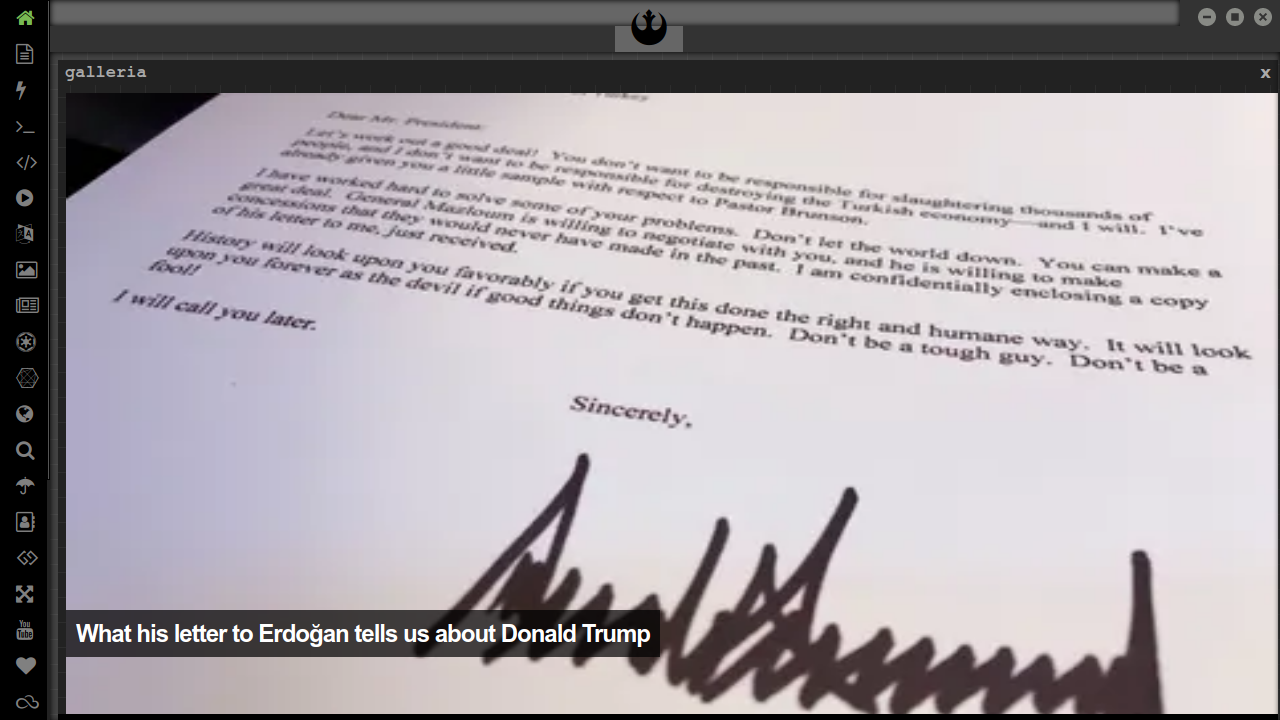 galleria
x
Turkey
Dear Mr. President:
Let's work out a good deal! You don't want to be responsible for slaughtering thousands of
people, and I don't want to be responsible for destroying the Turkish economy—and I will. I've
already given you a little sample with respect to Pastor Brunson.
I have worked hard to solve some of your problems. Don't let the world down. You can make a
great deal. General Mazloum is willing to negotiate with you, and he is willing to make
concessions that they would never have made in the past. I am confidentially enclosing a copy
of his letter to me, just received.
History will look upon you favorably if you get this done the right and humane way. It will look
upon you forever as the devil if good things don't happen. Don't be a tough guy. Don't be a
fool!
I will call you later.
Sincerely,
What his letter to Erdoğan tells us about Donald Trump
You
Tube